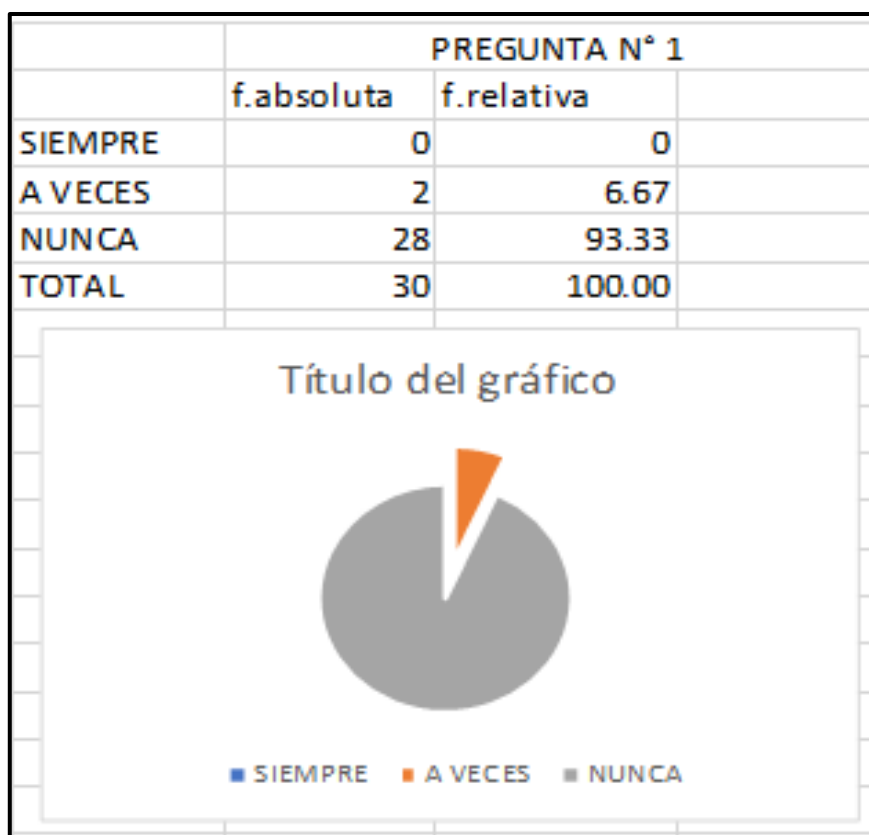 PREGUNTA N° 1
f.absoluta f.relativa
SIEMPRE 0 0
A VECES 2 6.67
NUNCA 28 93.33
TOTAL 30 100.00
Título del gráfico
SIEMPRE A VECES NUNCA